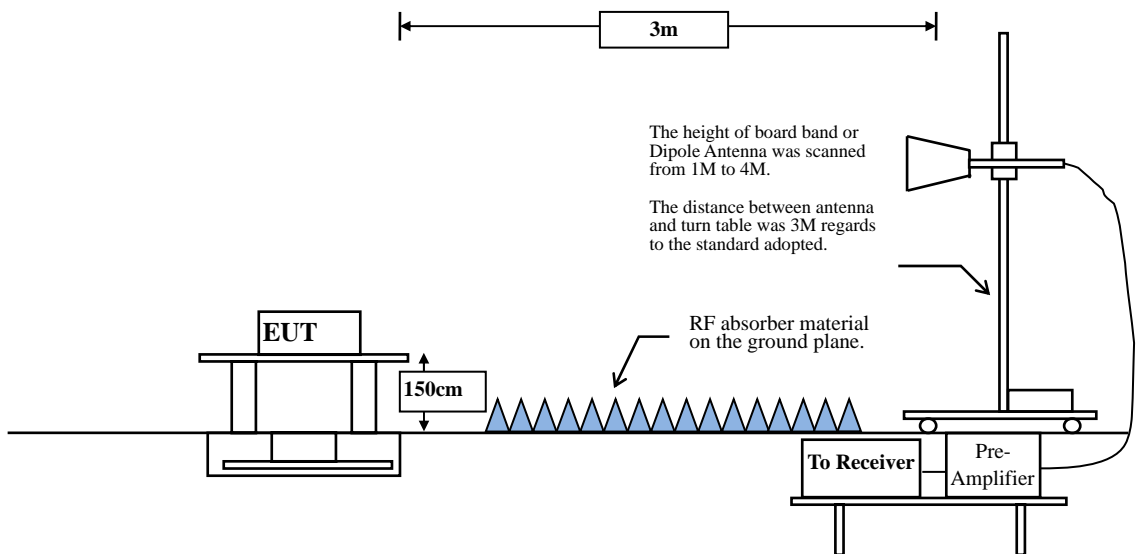 3m
The height of board band or
Dipole Antenna was scanned
from 1M to 4M.
The distance between antenna
and turn table was 3M regards
to the standard adopted.
EUT
RF absorber material
on the ground plane.
150cm
To Receiver
Pre-
Amplifier